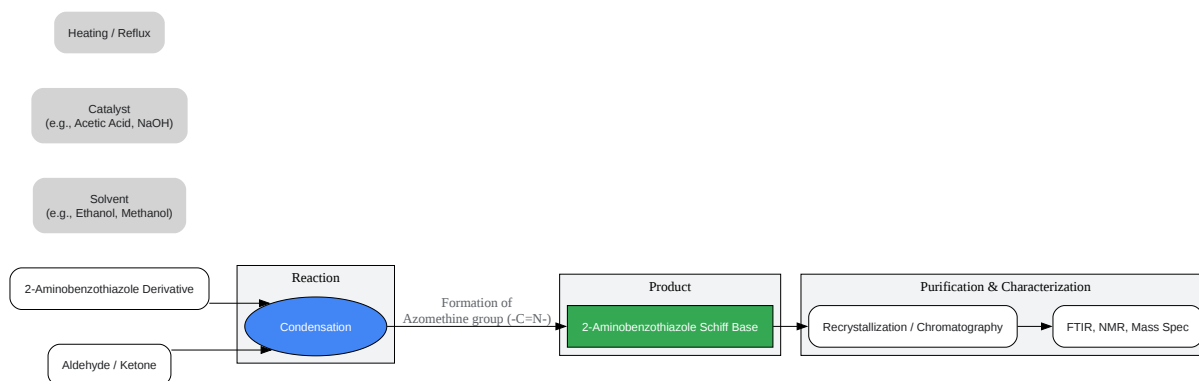 Heating / Reflux
Catalyst
(e.g., Acetic Acid, NaOH)
Solvent
(e.g., Ethanol, Methanol)
2-Aminobenzothiazole Derivative
Aldehyde / Ketone
Reaction
Condensation
Formation of
Azomethine group (-C=N-)
Product
2-Aminobenzothiazole Schiff Base
Purification & Characterization
Recrystallization / Chromatography
FTIR, NMR, Mass Spec